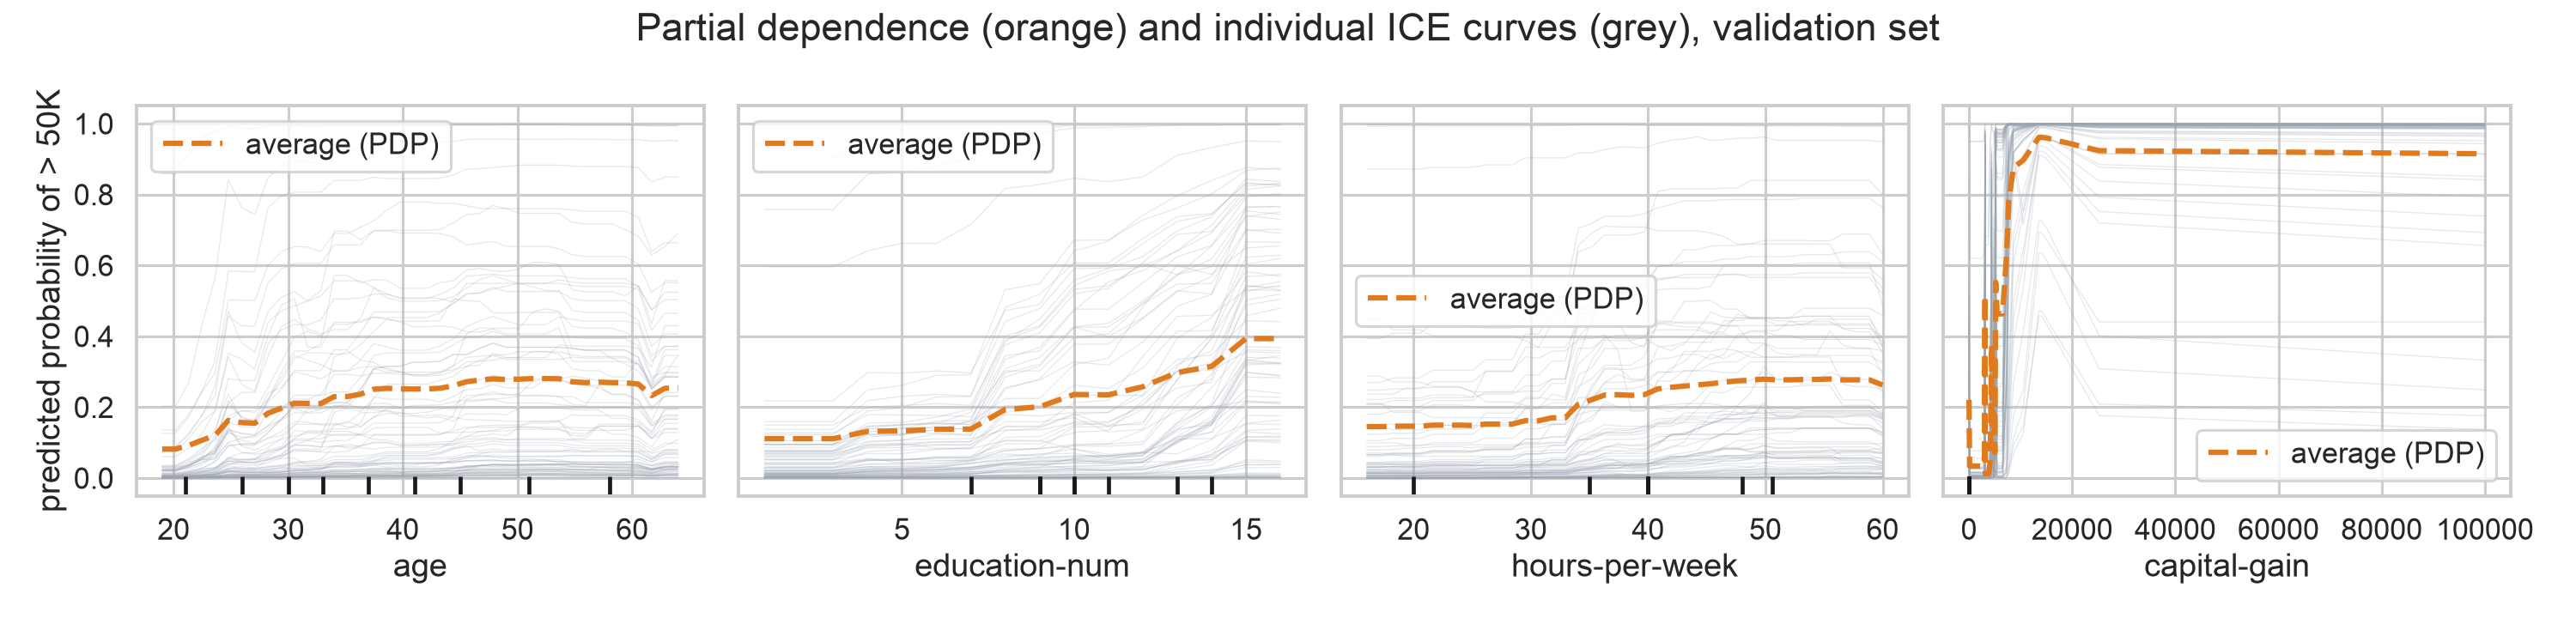 Partial dependence (orange) and individual ICE curves (grey), validation set
predicted probability of > 50K
1.0
0.8
0.6
0.4
0.2
0.0
average (PDP)
20 30 40 50 60
age
average (PDP)
5 10 15
education-num
average (PDP)
20 30 40 50 60
hours-per-week
average (PDP)
0 20000 40000 60000 80000 100000
capital-gain